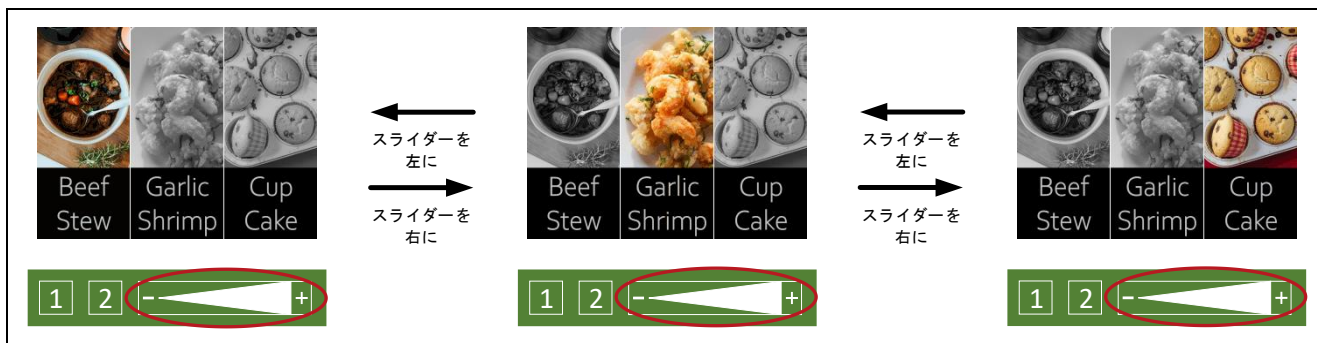 Beef
Stew
Garlic
Shrimp
Cup
Cake
スライダーを
左に
スライダーを
右に
Beef
Stew
Garlic
Shrimp
Cup
Cake
スライダーを
左に
スライダーを
右に
Beef
Stew
Garlic
Shrimp
Cup
Cake
1 2 - +
1 2 - +
1 2 - +